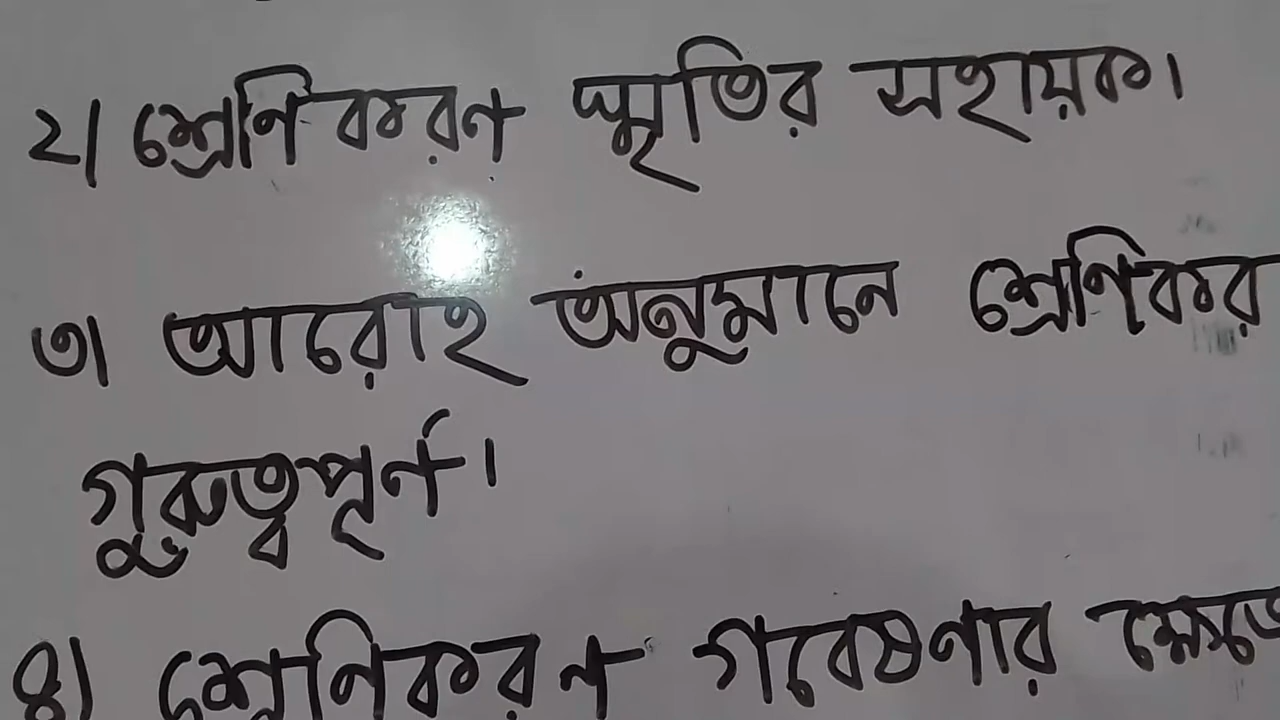 ২। শ্রেণিকরণ স্মৃতির সহায়ক।
৩। আরোহ অনুমানে শ্রেণিকর
গুরুত্বপূর্ণ।
৪। শ্রেণিকরণ গবেষণার ক্ষেত্রে